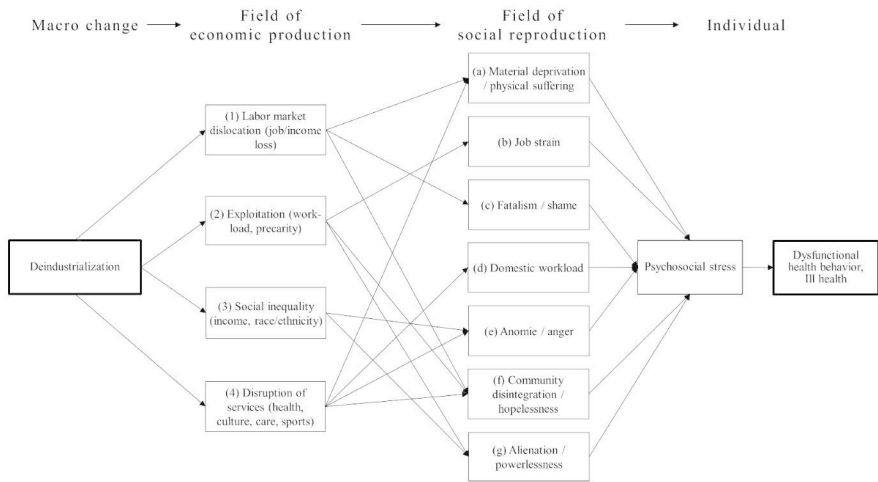 Macro change
Field of
economic production
Field of
social reproduction
Individual
Deindustrialization
(1) Labor market
dislocation (job/income
loss)
(2) Exploitation (work-
load, precarity)
(3) Social inequality
(income, race/ethnicity)
(4) Disruption of
services (health,
culture, care, sports)
(a) Material deprivation
/ physical suffering
(b) Job strain
(c) Fatalism / shame
(d) Domestic workload
(e) Anomie / anger
(f) Community
disintegration /
hopelessness
(g) Alienation /
powerlessness
Psychosocial stress
Dysfunctional
health behavior,
Ill health